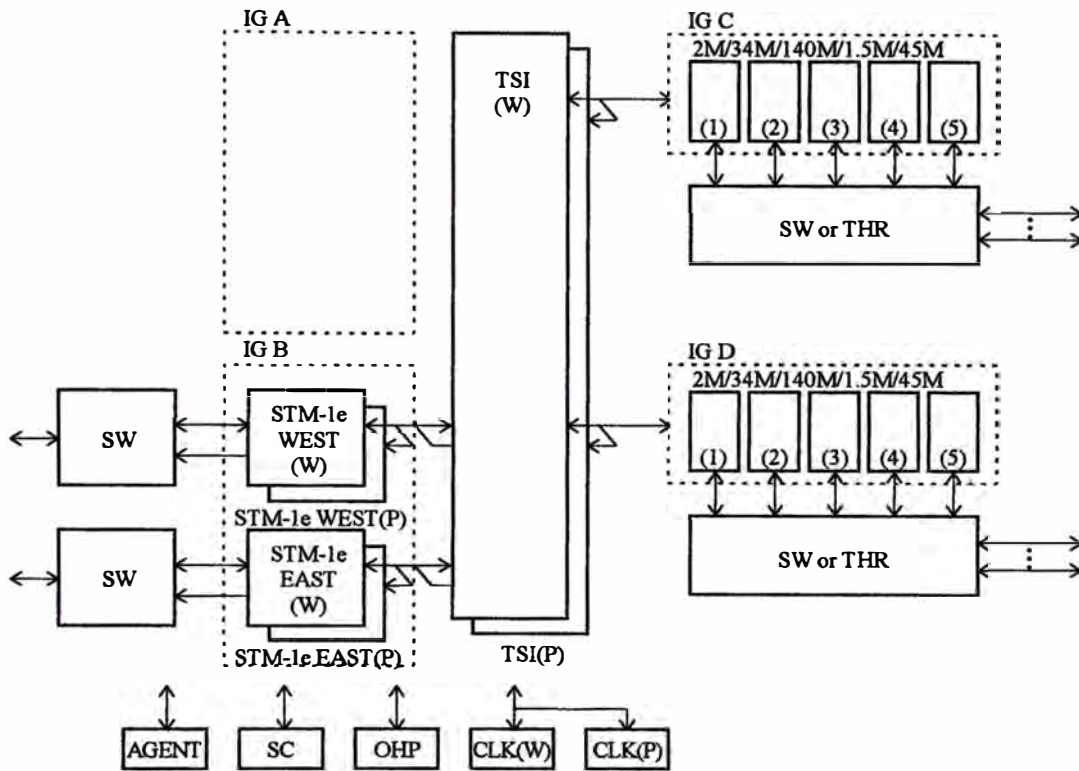 IG A
TSI
(W)
IG C
2M/34M/140M/1.5M/45M
(1)
(2)
(3)
(4)
(5)
SW or THR
IG B
SW
STM-1e
WEST
(W)
STM-1e WEST(P)
SW
STM-1e
EAST
(W)
STM-1e EAST(P)
TSI(P)
IG D
2M/34M/140M/1.5M/45M
(1)
(2)
(3)
(4)
(5)
SW or THR
AGENT
SC
OHP
CLK(W)
CLK(P)